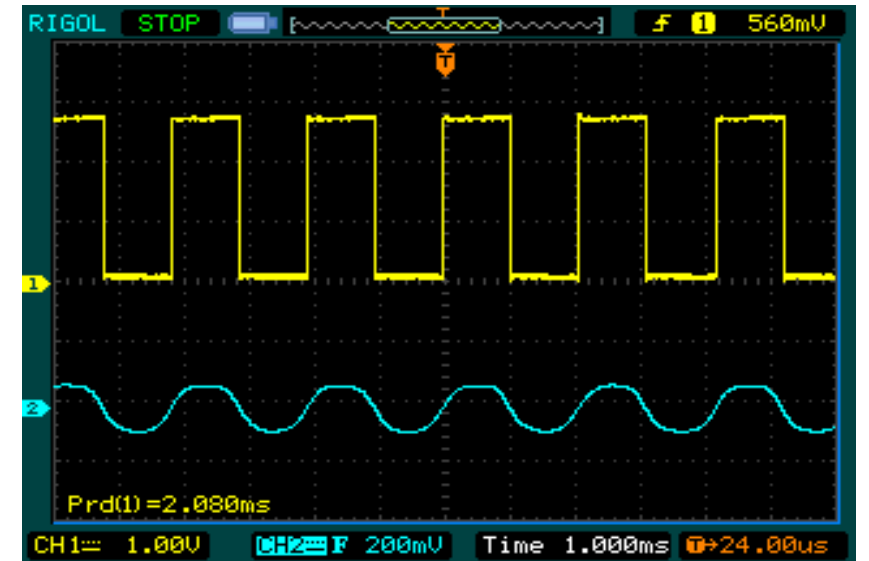 RIGOL STOP T f 1 560mV
T
1
2
Prd(1)=2.080ms
CH1 1.00V CH2 F 200mV Time 1.000ms T→24.00us